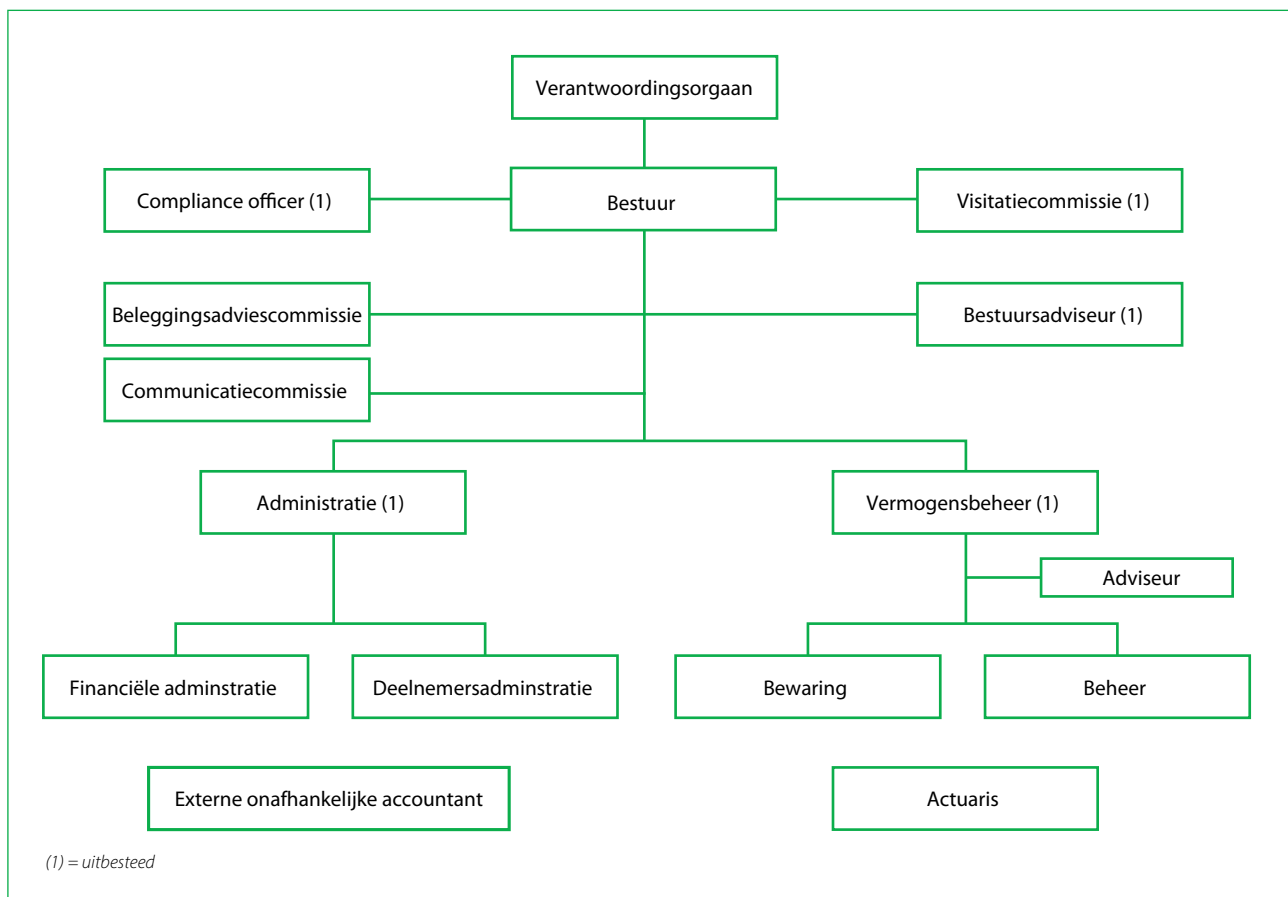 Verantwoordingsorgaan
Compliance officer (1)
Bestuur
Visitatiecommissie (1)
Beleggingsadviescommissie
Bestuursadviseur (1)
Communicatiecommissie
Administratie (1)
Vermogensbeheer (1)
Adviseur
Financiële adminstratie
Deelnemersadminstratie
Bewaring
Beheer
Externe onafhankelijke accountant
Actuaris
(1) = uitbesteed